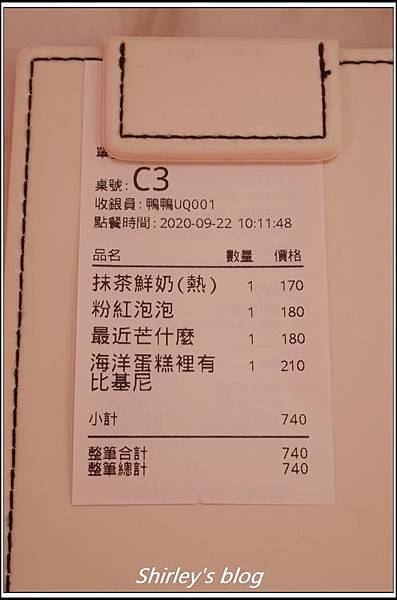 桌號: C3
收銀員: 鴨鴨UQ001
點餐時間: 2020-09-22 10:11:48
品名 數量 價格
抹茶鮮奶(熱) 1 170
粉紅泡泡 1 180
最近芒什麼 1 180
海洋蛋糕裡有 1 210
比基尼
小計 740
整筆合計 740
整筆總計 740
Shirley's blog